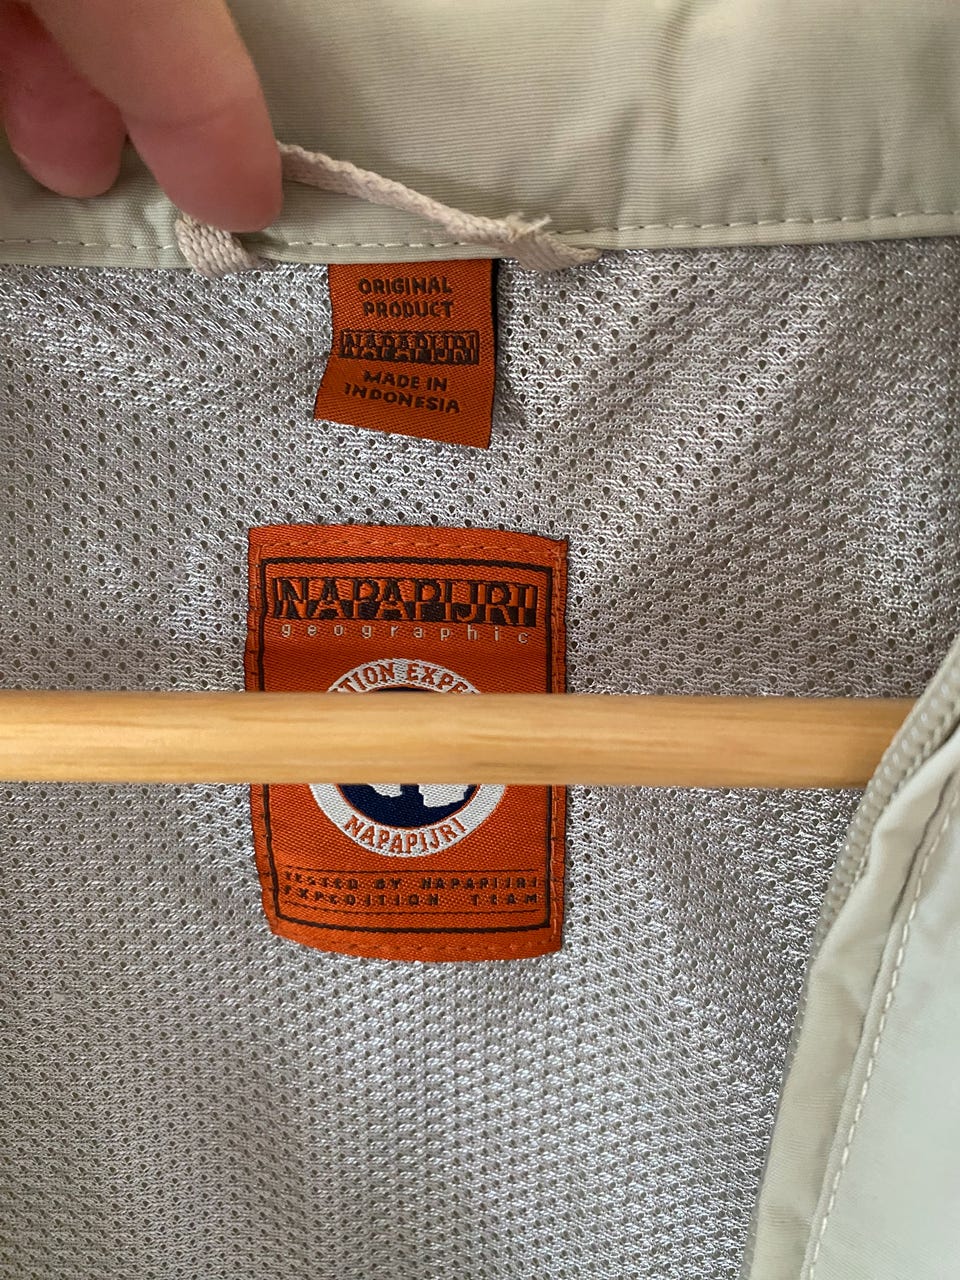 ORIGINAL
PRODUCT
NAPAPIJRI
MADE IN
INDONESIA
NAPAPIJRI
geographic
NAPAPIJRI
TESTED BY NAPAPIJRI
EXPEDITION TEAM